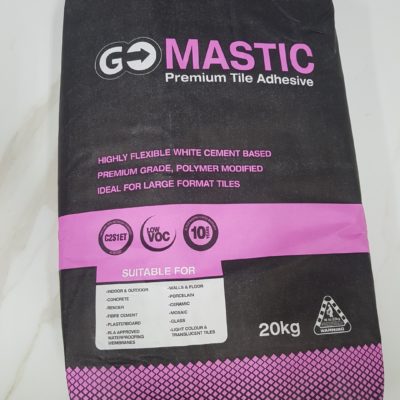 GO MASTIC
Premium Tile Adhesive
HIGHLY FLEXIBLE WHITE CEMENT BASED
PREMIUM GRADE, POLYMER MODIFIED
IDEAL FOR LARGE FORMAT TILES
C2S1ET
LOW VOC
10
SUITABLE FOR
-INDOOR & OUTDOOR
-CONCRETE
-RENDER
-FIBRE CEMENT
-PLASTERBOARD
-WATERPROOFING
MEMBRANES
-WALLS & FLOOR
-PORCELAIN
-CERAMIC
-MOSAIC
-GLASS
-LIGHT COLOUR &
TRANSLUCENT TILES
20kg
WARNING